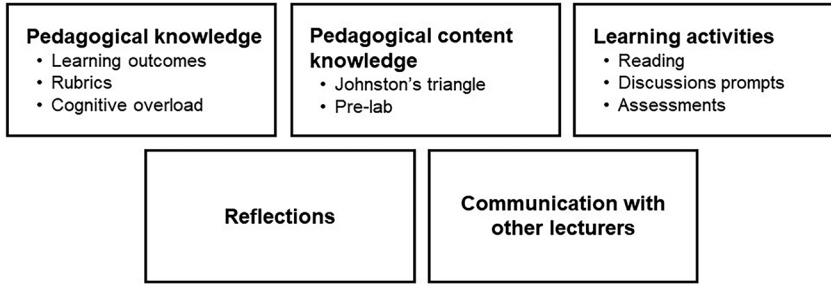 Pedagogical knowledge
• Learning outcomes
• Rubrics
• Cognitive overload
Pedagogical content
knowledge
• Johnston's triangle
• Pre-lab
Learning activities
• Reading
• Discussions prompts
• Assessments
Reflections
Communication with
other lecturers